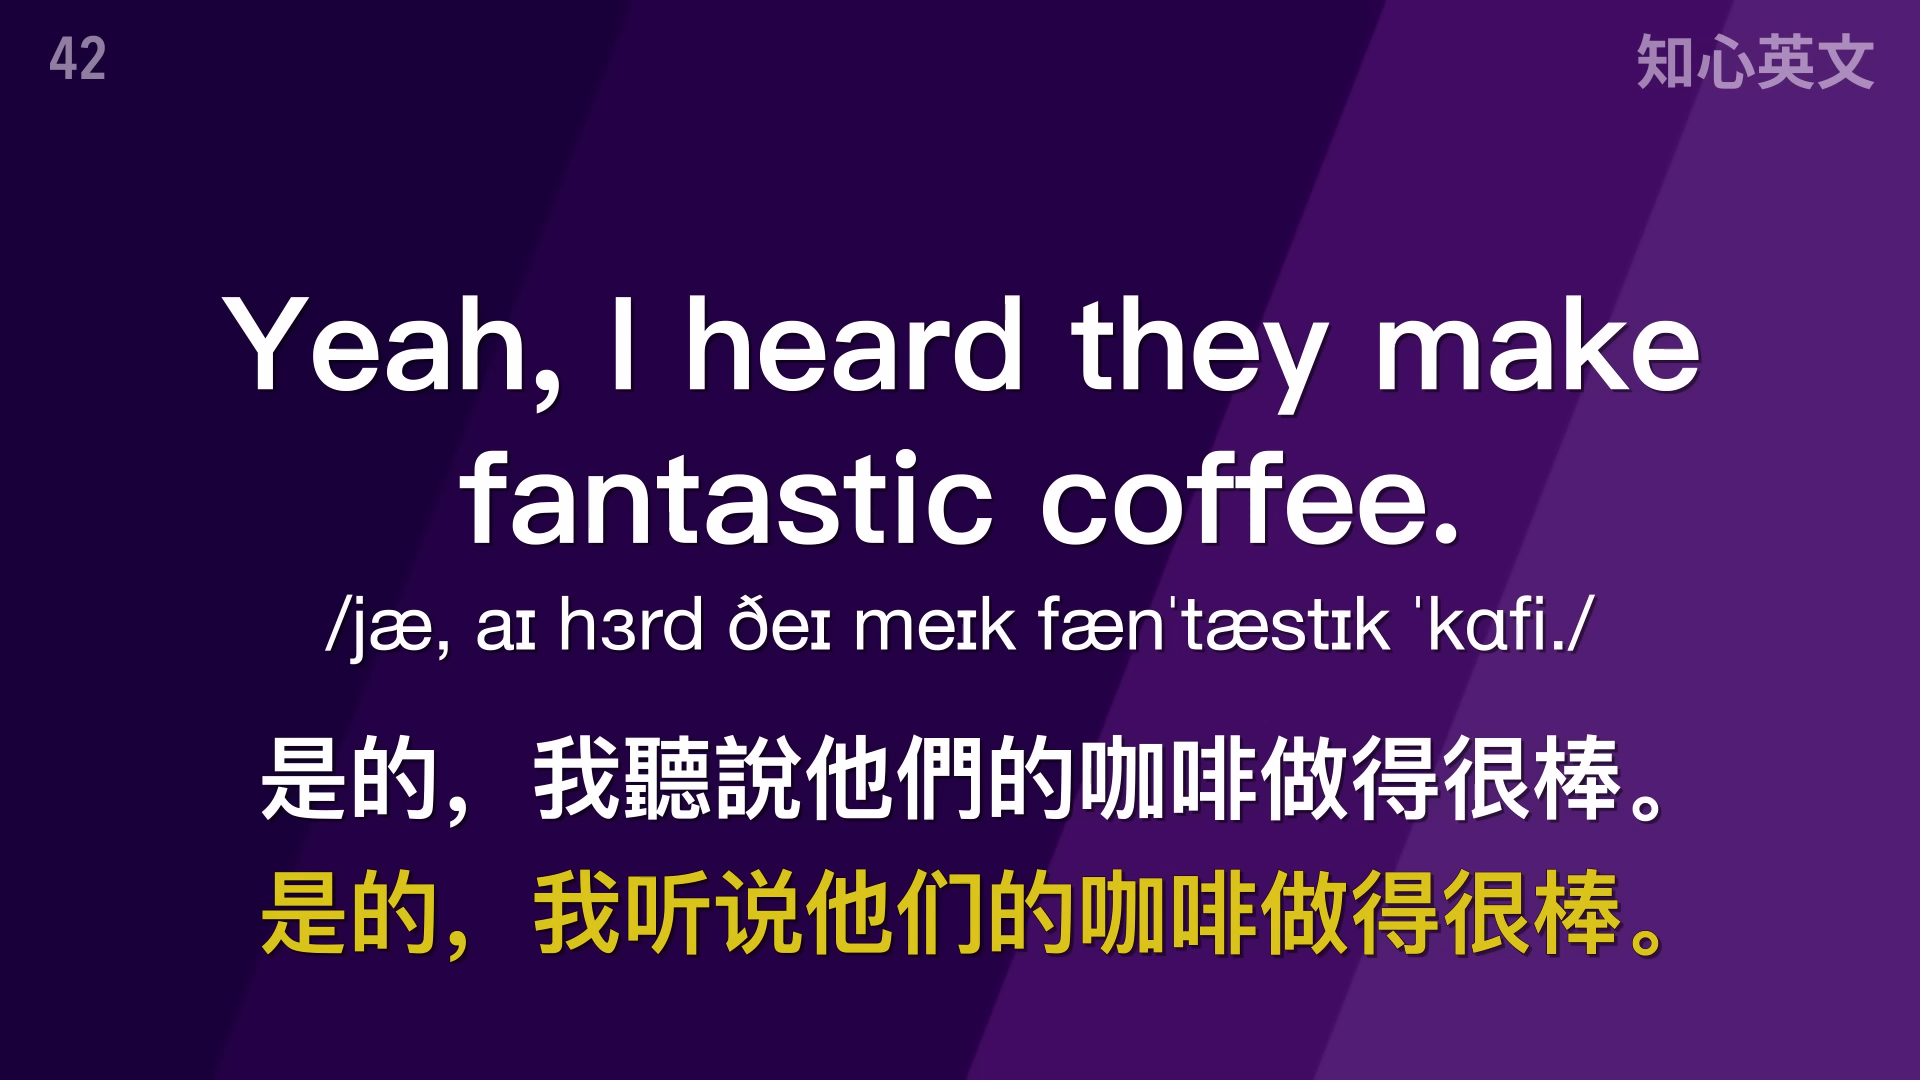 42
知心英文
Yeah, I heard they make
fantastic coffee.
/jæ, aɪ hɜrd ðeɪ meɪk fænˈtæstɪk ˈkɑfi./
是的，我聽說他們的咖啡做得很棒。
是的，我听说他们的咖啡做得很棒。